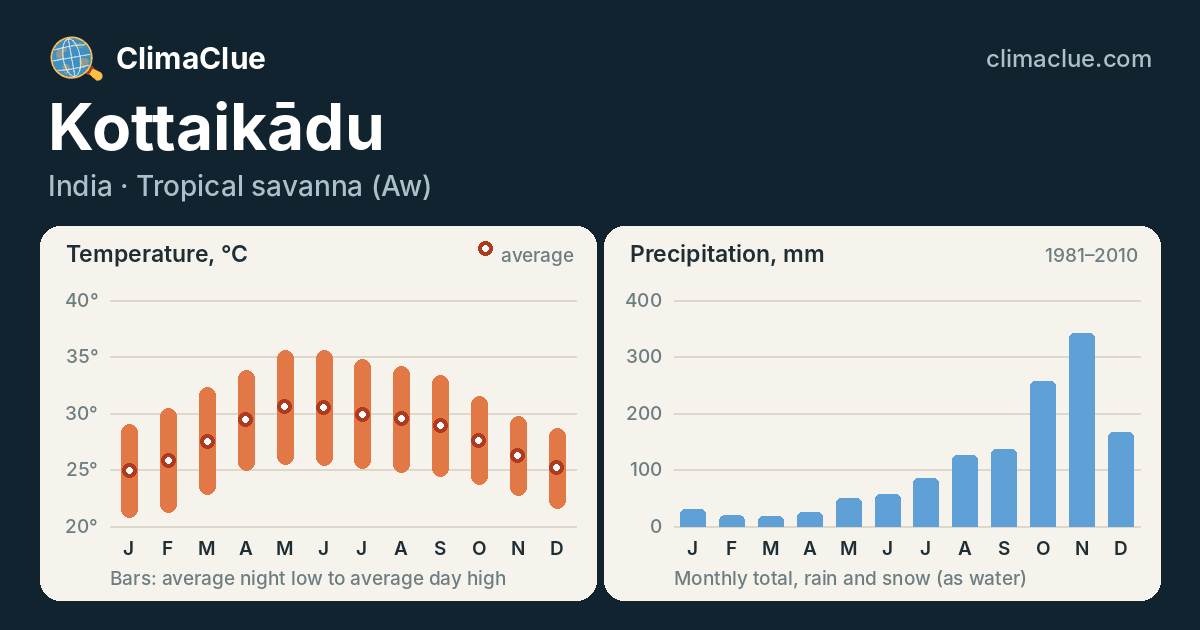 ClimaClue
climaclue.com
Kottaikādu
India · Tropical savanna (Aw)
Temperature, °C
average
40°
35°
30°
25°
20°
J F M A M J J A S O N D
Bars: average night low to average day high
Precipitation, mm
1981–2010
400
300
200
100
0
J F M A M J J A S O N D
Monthly total, rain and snow (as water)